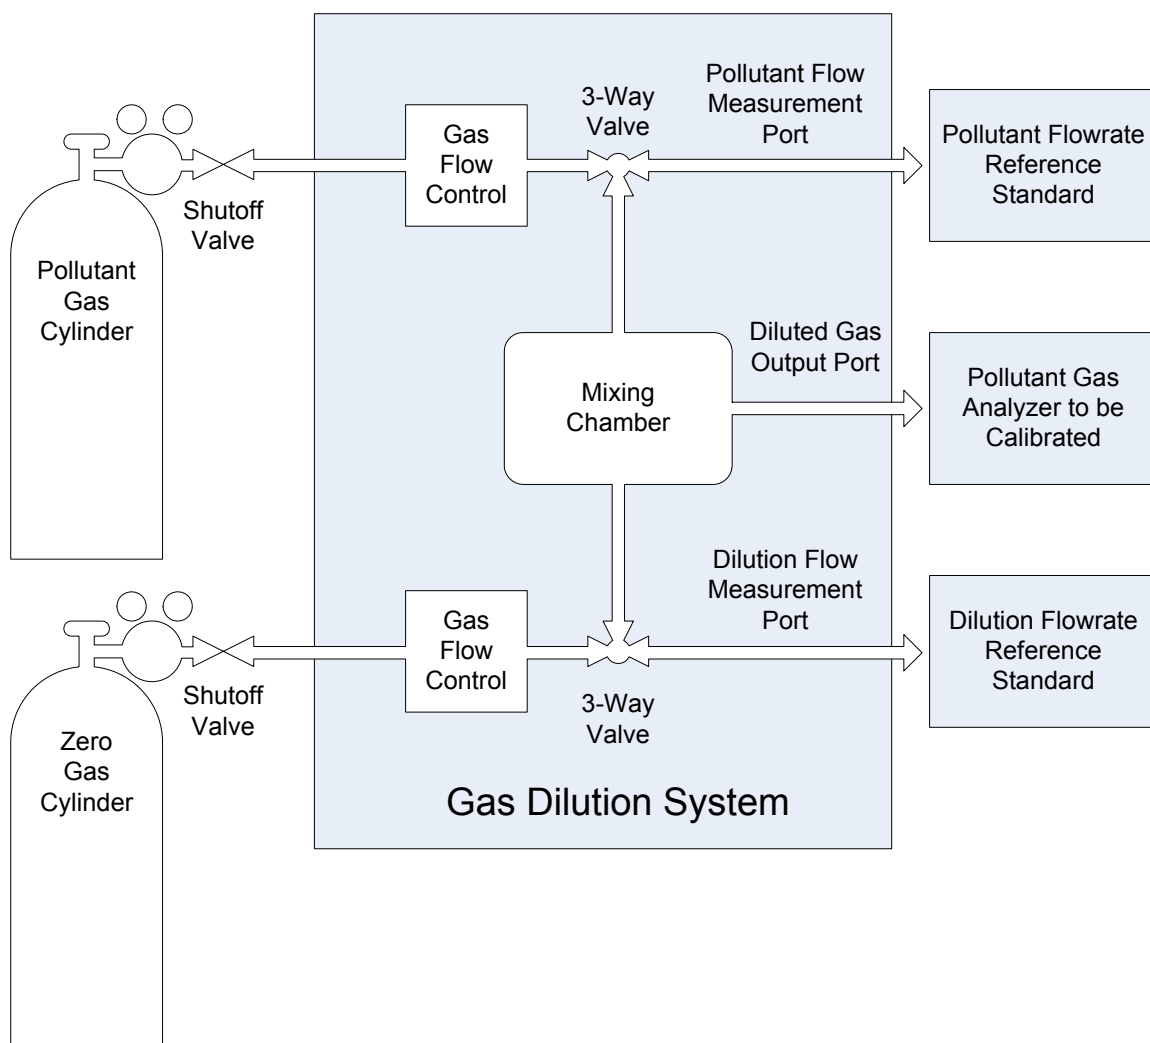 Pollutant Flow
Measurement
Port
3-Way
Valve
Gas
Flow
Control
Pollutant Flowrate
Reference
Standard
Shutoff
Valve
Pollutant
Gas
Cylinder
Diluted Gas
Output Port
Mixing
Chamber
Pollutant Gas
Analyzer to be
Calibrated
Dilution Flow
Measurement
Port
Gas
Flow
Control
Dilution Flowrate
Reference
Standard
Shutoff
Valve
3-Way
Valve
Zero
Gas
Cylinder
Gas Dilution System